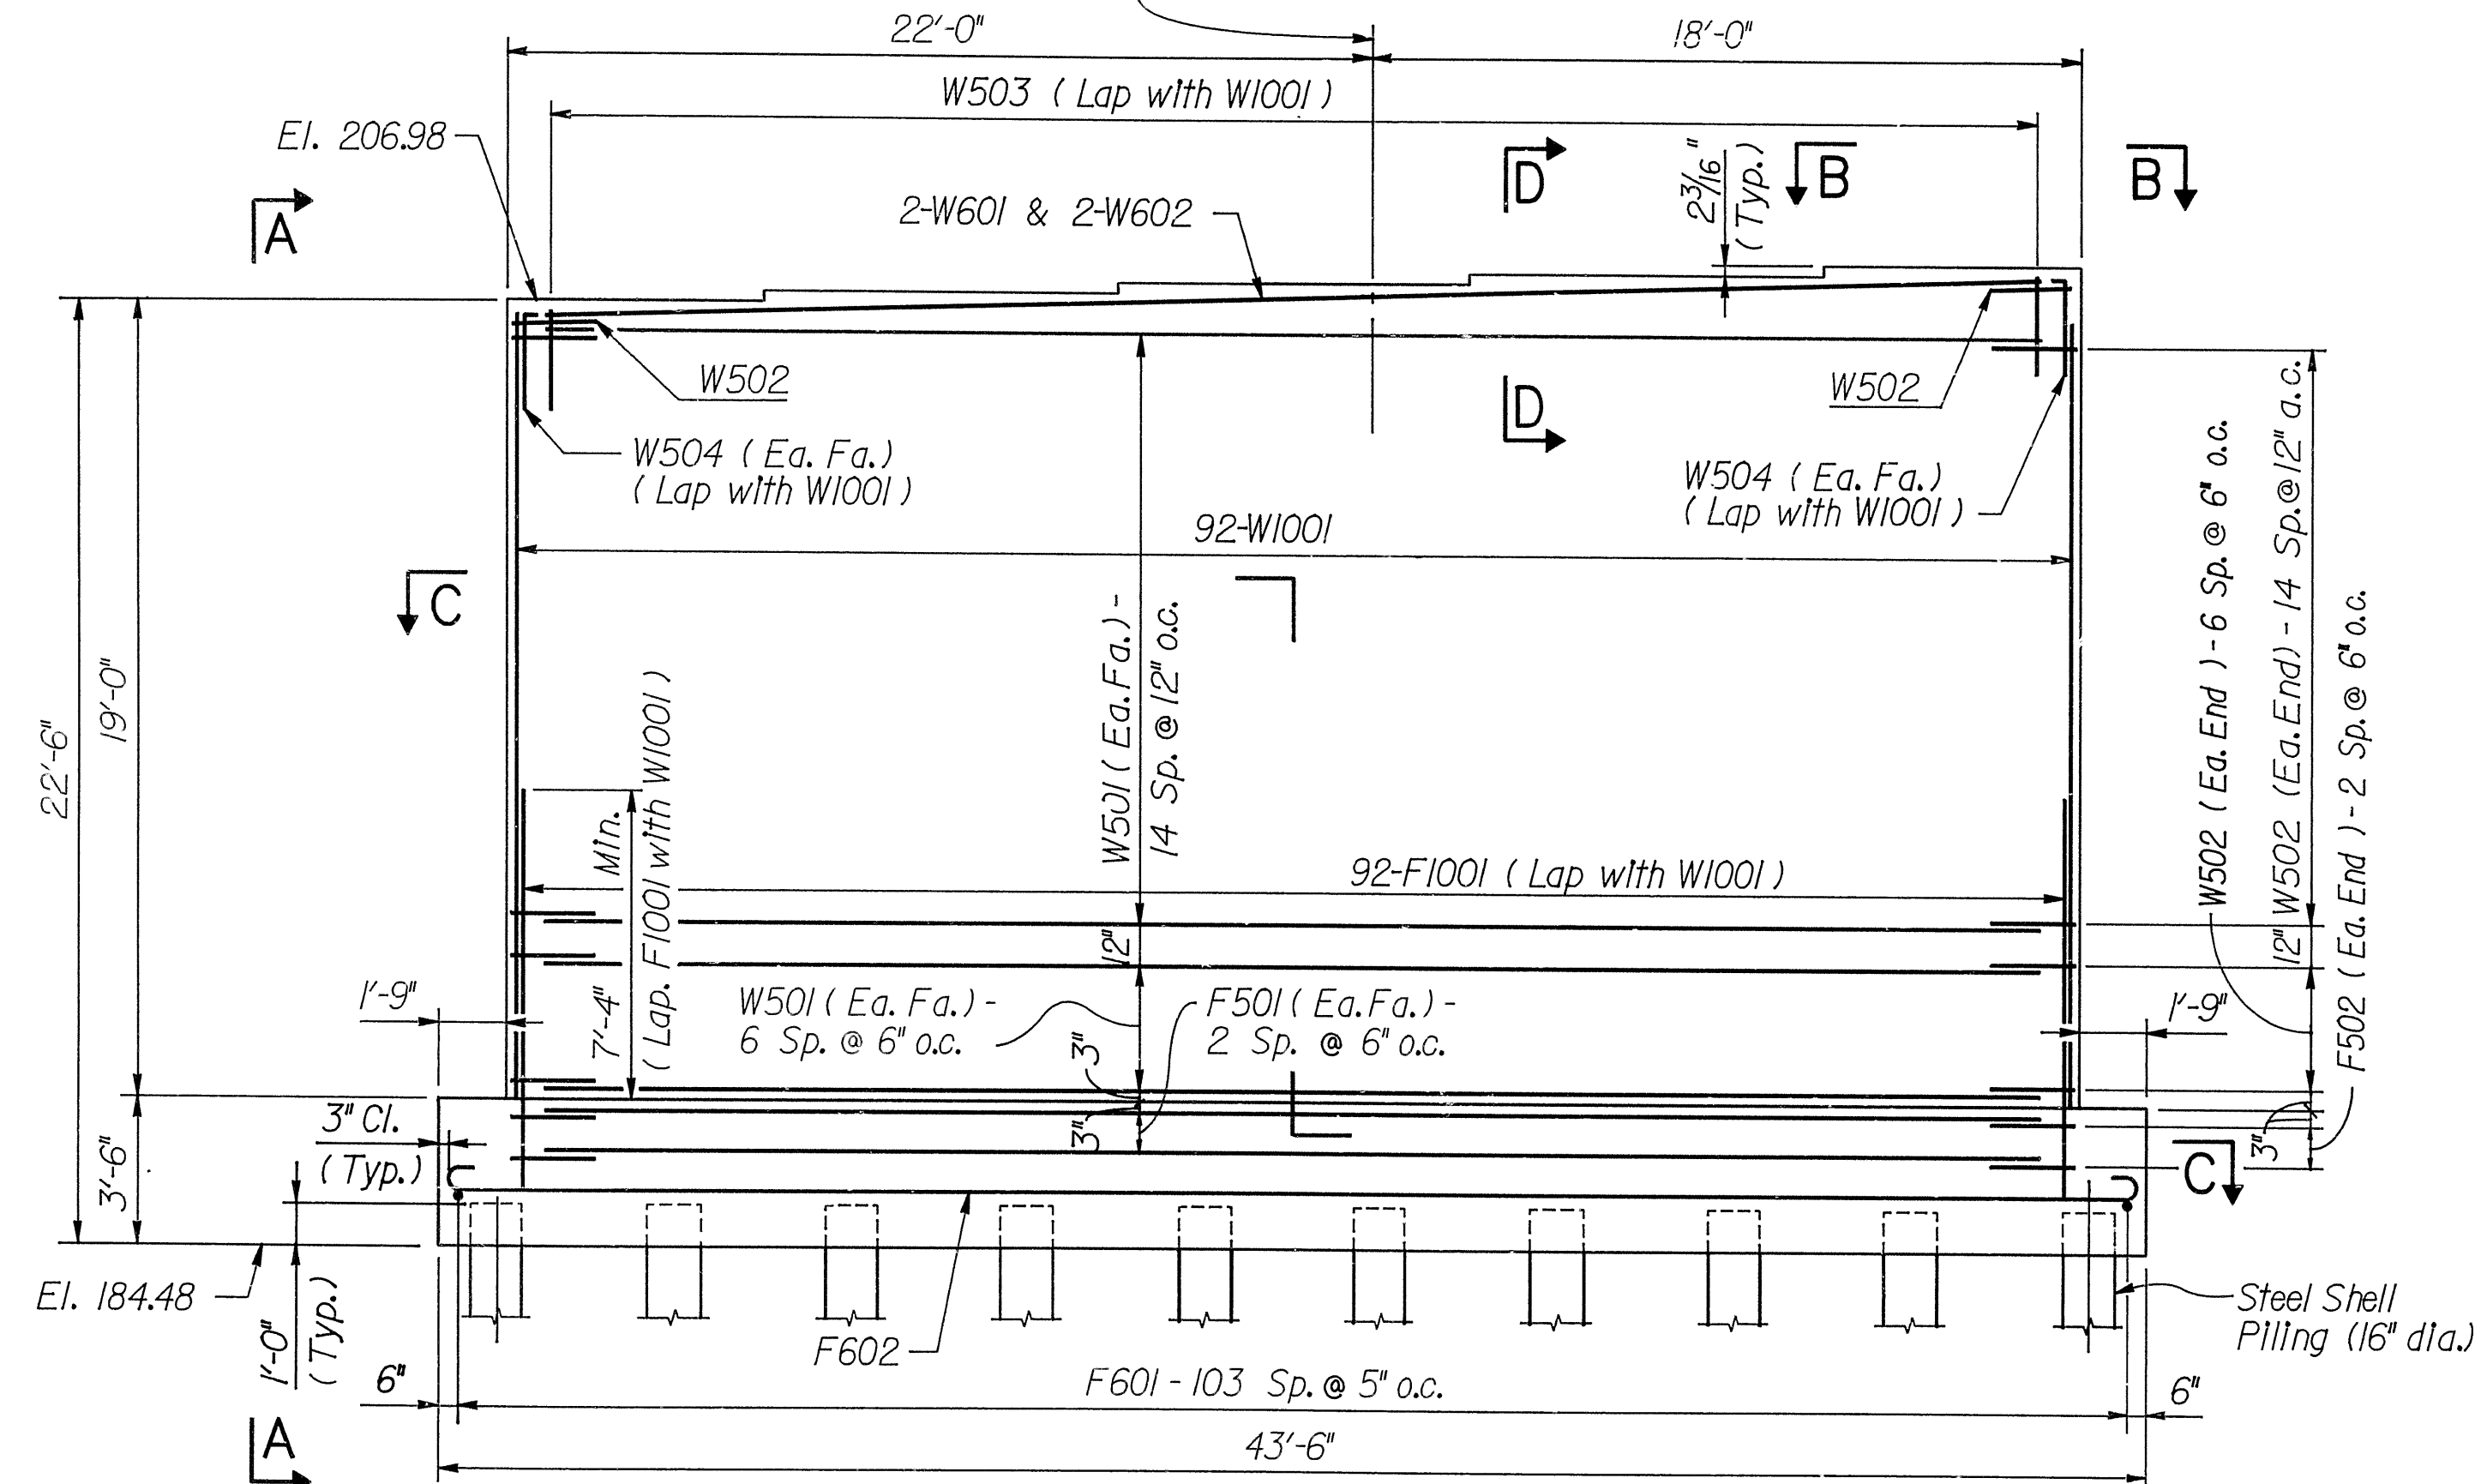 22'-0"
18'-0"
W503 ( Lap with W1001 )
El. 206.98
2-W601 & 2-W602
2 3/16 "
( Typ.)
A
D
B
B
W502
W502
D
W504 ( Ea. Fa.)
( Lap with W1001 )
W504 ( Ea. Fa.)
( Lap with W1001 )
92-W1001
C
22'-6"
19'-0"
W501 ( Ea.Fa.) -
14 Sp. @ 12" o.c.
W502 ( Ea. End ) - 6 Sp. @ 6" o.c.
12" W502 (Ea. End) - 14 Sp. @ 12" a.c.
F502 ( Ea. End ) - 2 Sp. @ 6" o.c.
7'-4" Min.
( Lap. F1001 with W1001 )
92-F1001 ( Lap with W1001 )
12"
1'-9"
W501 ( Ea. Fa.) -
6 Sp. @ 6" o.c.
3"
F501 ( Ea.Fa.) -
2 Sp. @ 6" o.c.
1'-9"
3'-6"
3" Cl.
( Typ.)
3"
3"
C
El. 184.48
1'-0"
( Typ.)
F602
Steel Shell
Piling (16" dia.)
6"
F601 - 103 Sp. @ 5" o.c.
6"
A
43'-6"